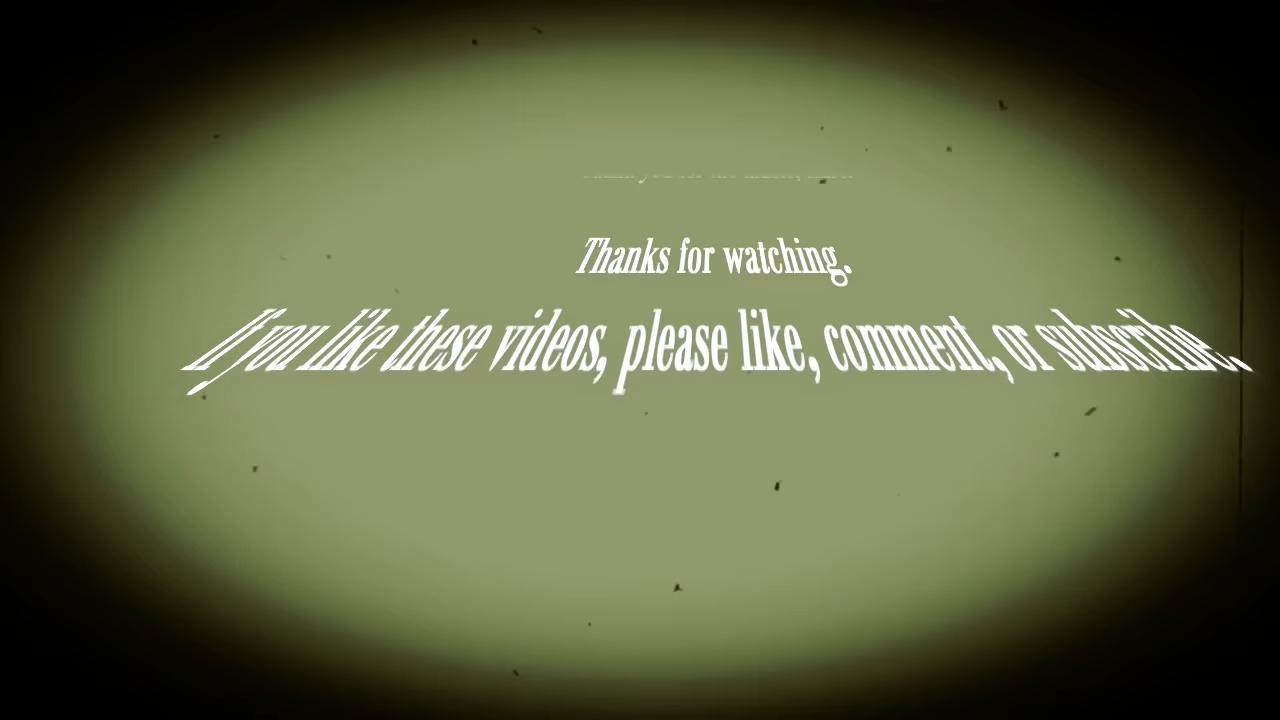 Thanks for watching.
If you like these videos, please like, comment, or subscribe.